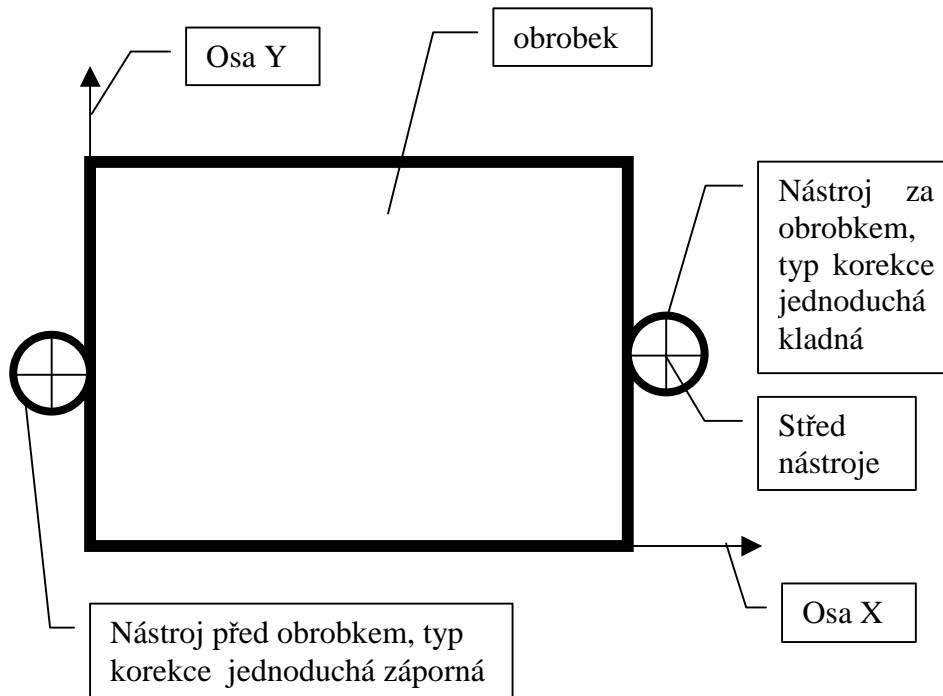 Osa Y
obrobek
Nástroj za
obrobkem,
typ korekce
jednoduchá
kladná
Střed
nástroje
Osa X
Nástroj před obrobkem, typ
korekce jednoduchá záporná